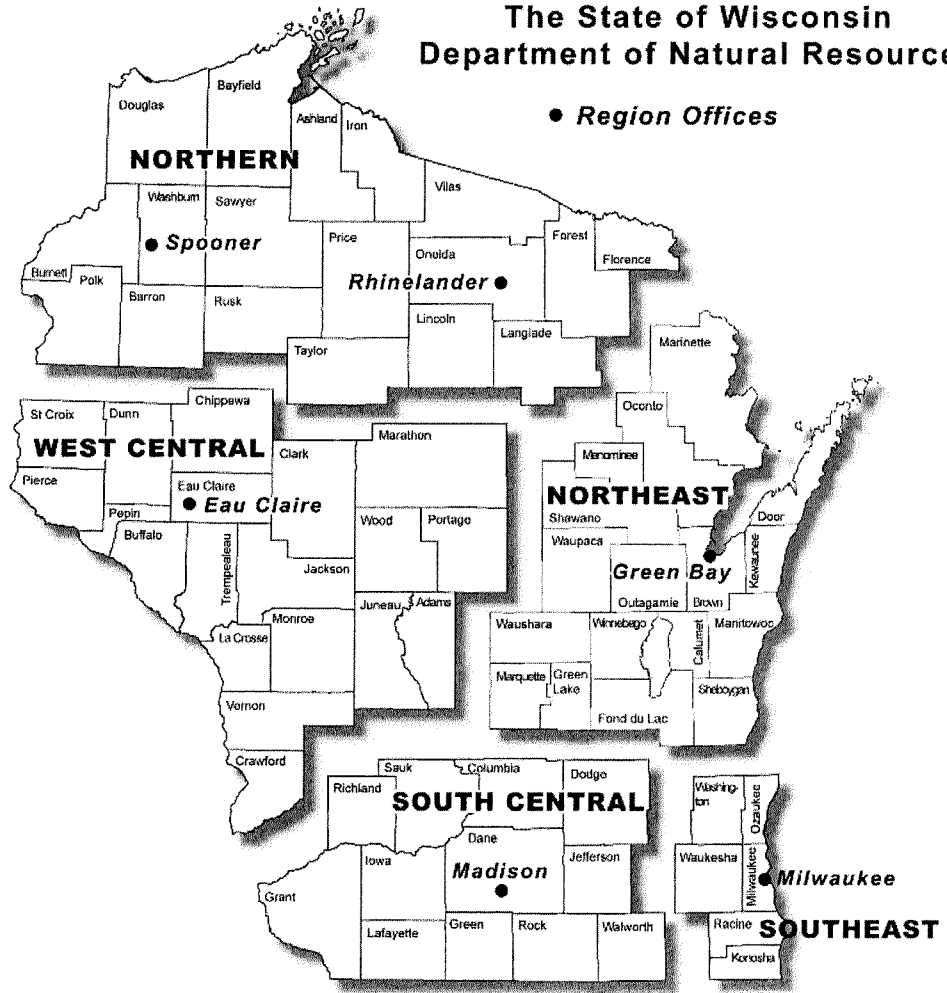 The State of Wisconsin
Department of Natural Resource
Region Offices
Douglas
Bayfield
Ashland
Iron
NORTHERN
Vilas
Washburn
Sawyer
Spooner
Price
Forest
Florence
Oneida
Rhinelander
Burnett
Polk
Barron
Rusk
Lincoln
Langlade
Taylor
Marinette
Chippewa
St Croix
Dunn
Oconto
WEST CENTRAL
Clark
Marathon
Menominee
Pierce
Eau Claire
Eau Claire
NORTHEAST
Pepin
Wood
Portage
Shawano
Door
Buffalo
Waupaca
Trempealeau
Jackson
Green Bay
Kewaunee
Juneau
Adams
Outagamie
Brown
Monroe
La Crosse
Waushara
Winnebego
Calumet
Manitowoc
Marquette
Green
Lake
Sheboygan
Vernon
Fond du Lac
Crawford
Sauk
Columbia
Dodge
Richland
SOUTH CENTRAL
Washing-
ton
Ozaukee
Dane
Iowa
Jefferson
Waukesha
Milwaukee
Madison
Milwaukee
Grant
Lafayette
Green
Rock
Walworth
Racine
SOUTHEAST
Konosha